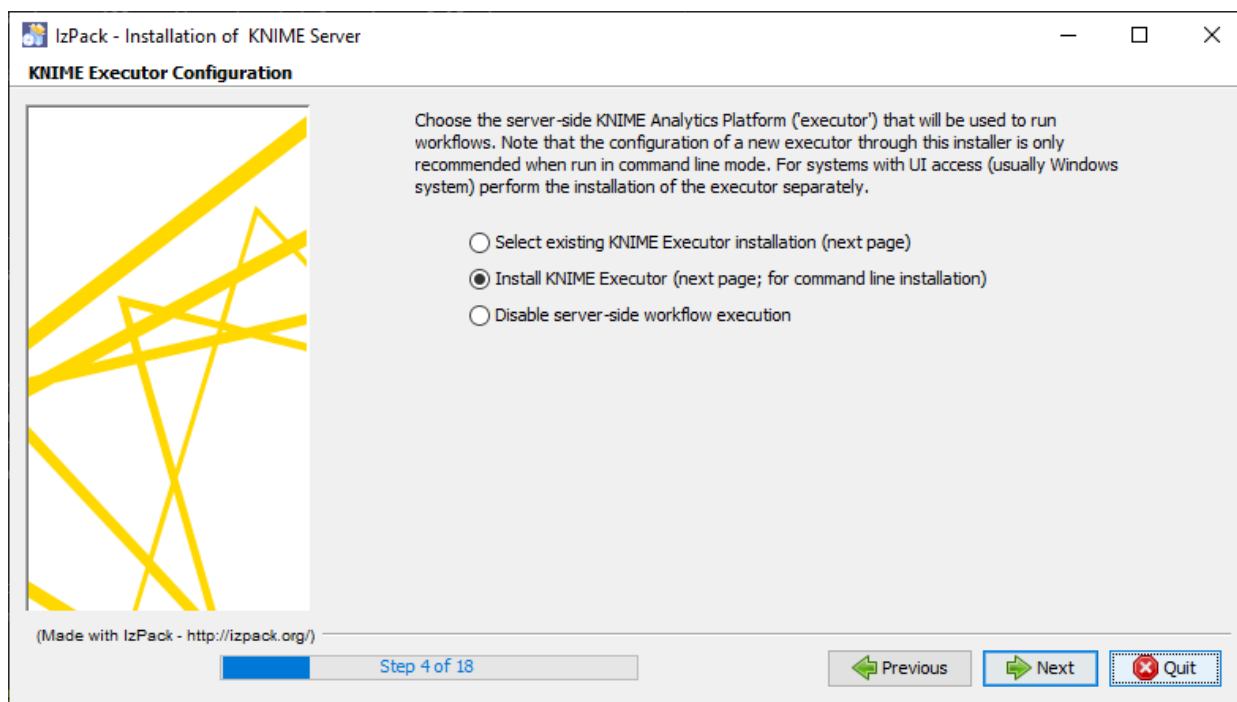 IzPack - Installation of  KNIME Server
KNIME Executor Configuration
Choose the server-side KNIME Analytics Platform ('executor') that will be used to run
workflows. Note that the configuration of a new executor through this installer is only
recommended when run in command line mode. For systems with UI access (usually Windows
system) perform the installation of the executor separately.
Select existing KNIME Executor installation (next page)
Install KNIME Executor (next page; for command line installation)
Disable server-side workflow execution
(Made with IzPack - http://izpack.org/)
Step 4 of 18
Previous
Next
Quit